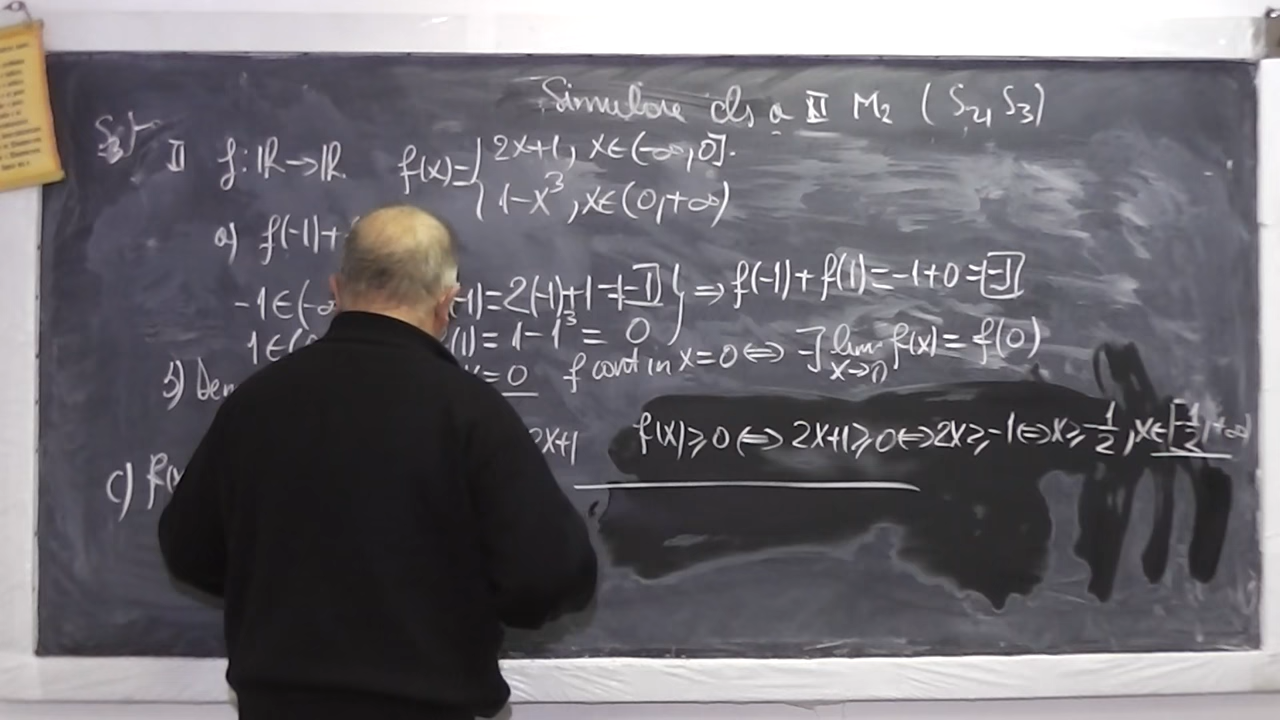 Simulare cls a XII M2 (S2, S3)
S3)
II f: ℝ→ℝ. f(x)= { 2x+1, x∈(-∞,0].
{ 1-x³, x∈(0,+∞)
a) f(-1)+
-1∈(- -1)=2(-1)+1=-1 } ⇒ f(-1)+f(1)=-1+0=-1
1∈(0 (1)=1-1³=0
b) Dem =0 f cont in x=0 ⇔ ∃ lim x→0 f(x)=f(0)
c) f(x 2x+1 f(x)≥0 ⇔ 2x+1≥0 ⇔ 2x≥-1 ⇔ x≥-1/2, x∈[-1/2,+∞)